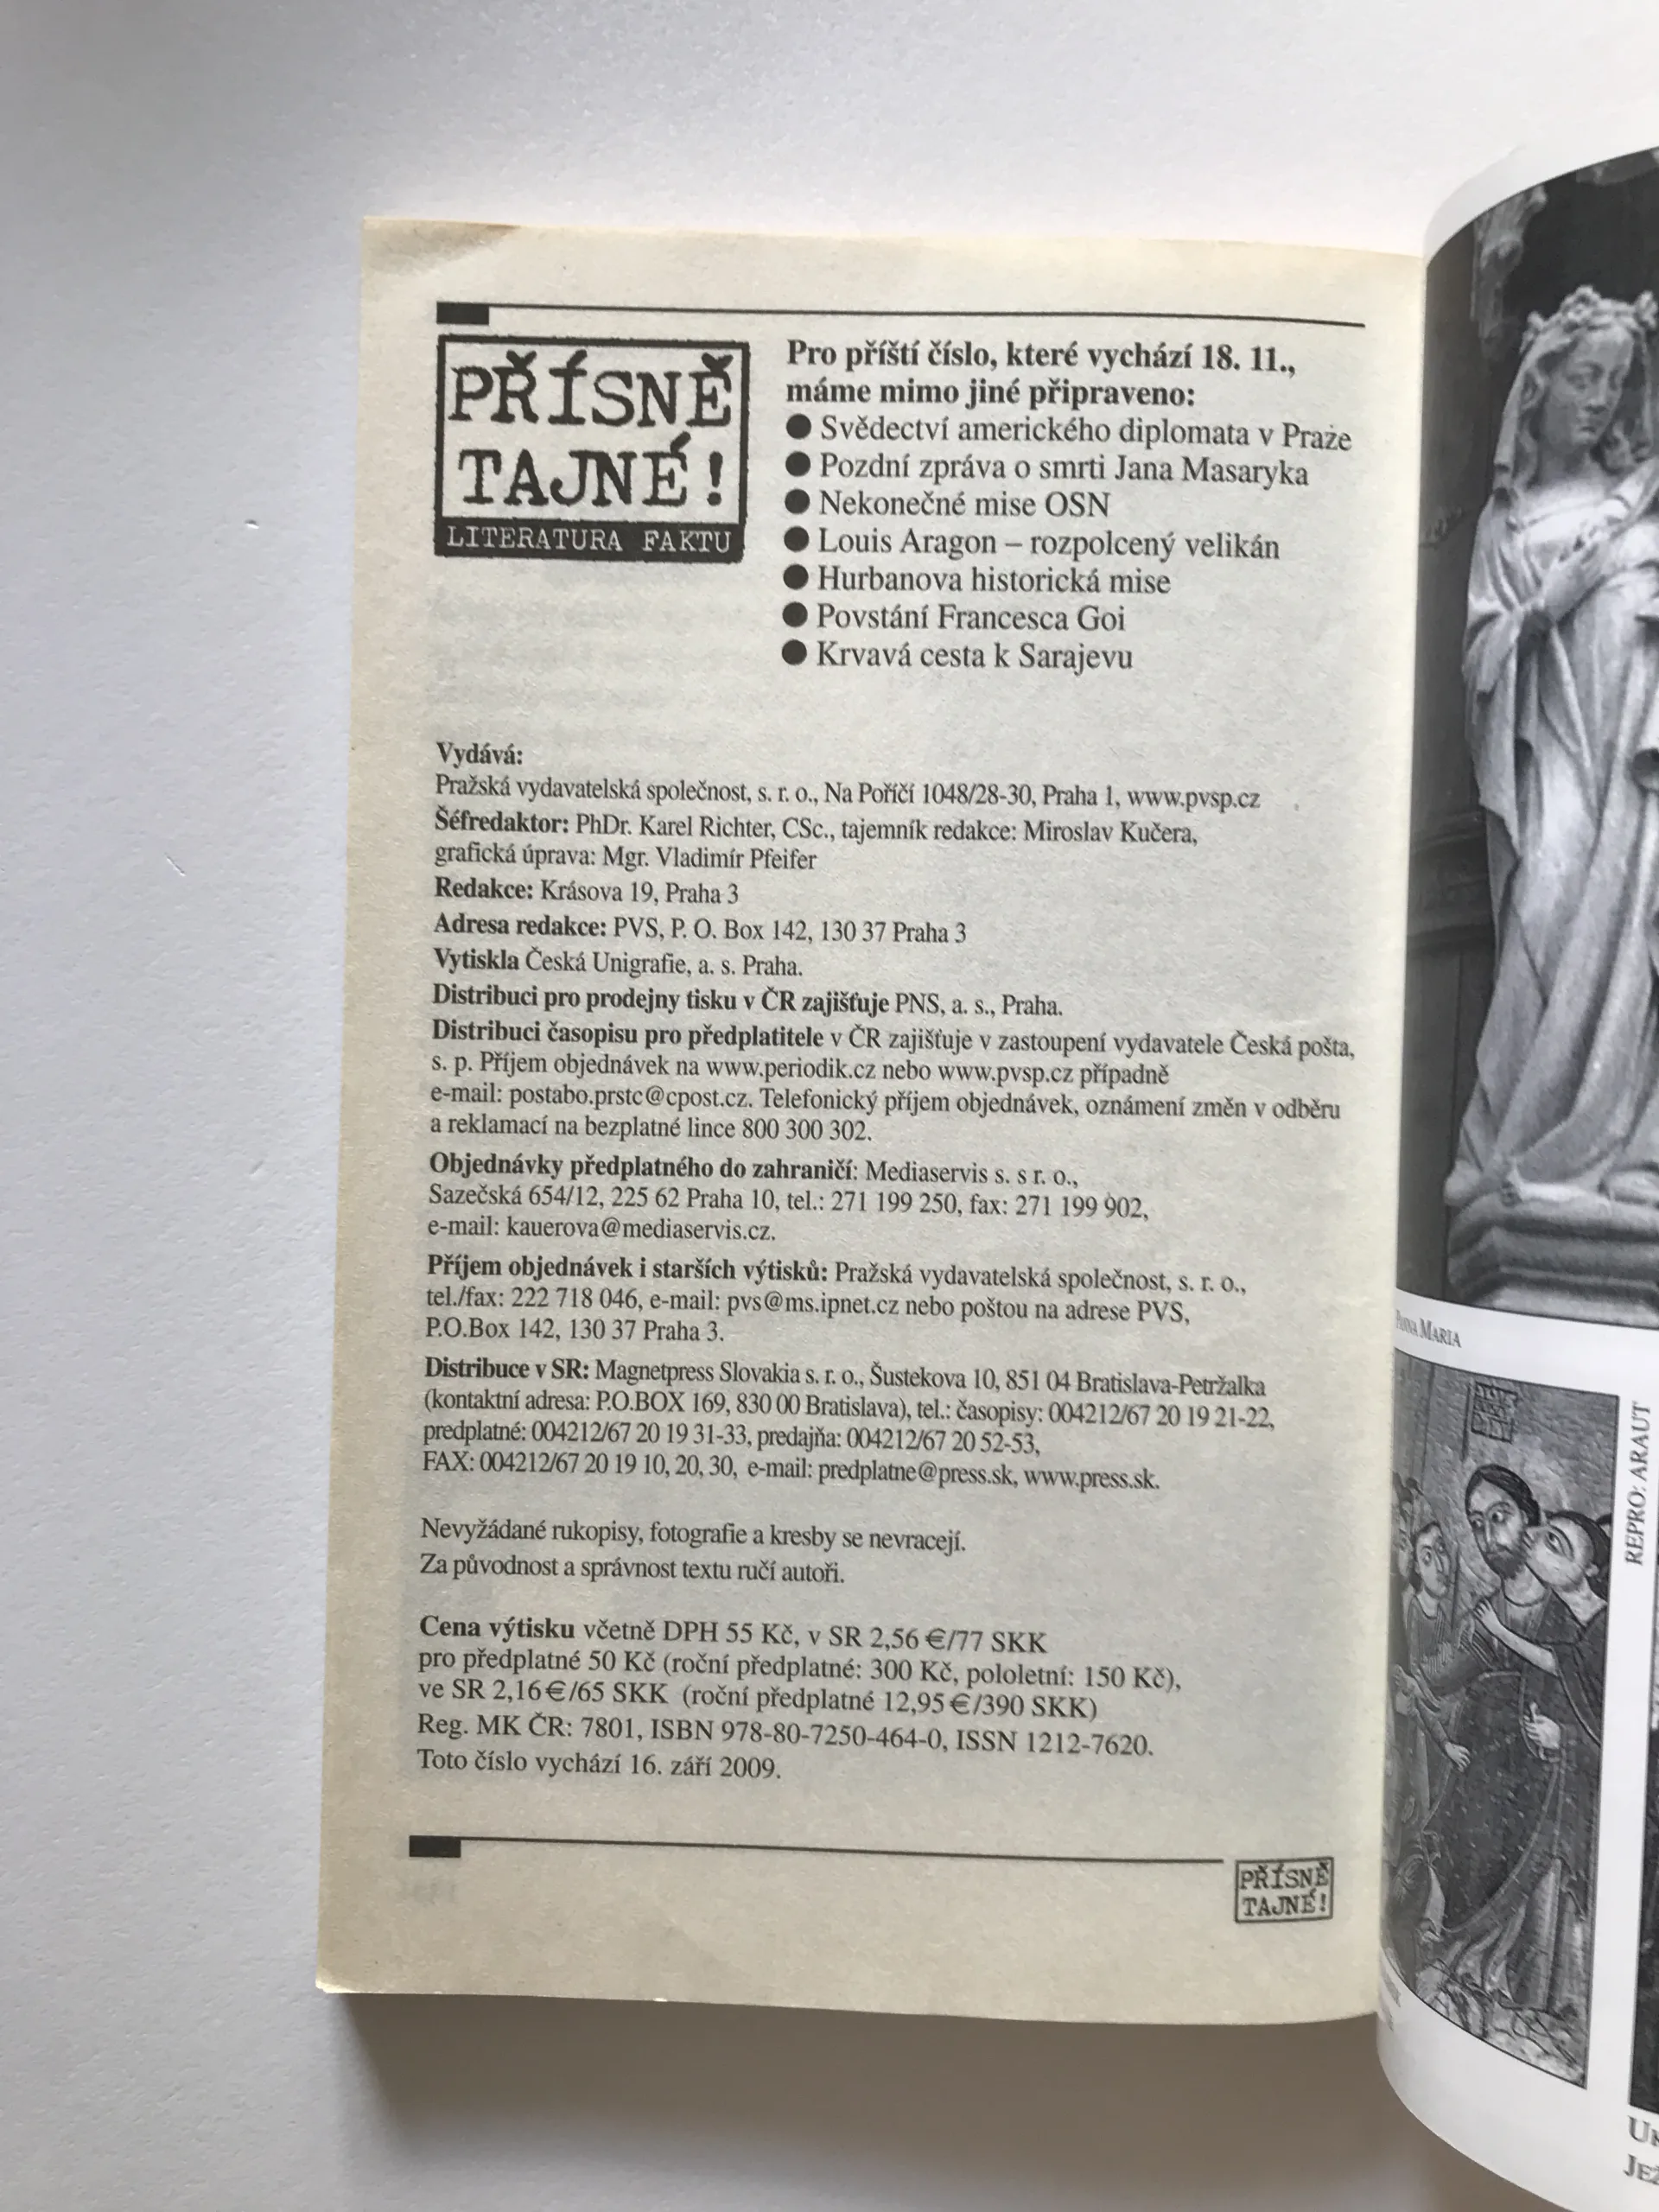 PŘÍSNĚ
TAJNÉ!
LITERATURA FAKTU
Pro příští číslo, které vychází 18. 11.,
máme mimo jiné připraveno:
● Svědectví amerického diplomata v Praze
● Pozdní zpráva o smrti Jana Masaryka
● Nekonečné mise OSN
● Louis Aragon – rozpolcený velikán
● Hurbanova historická mise
● Povstání Francesca Goi
● Krvavá cesta k Sarajevu
Vydává:
Pražská vydavatelská společnost, s. r. o., Na Poříčí 1048/28-30, Praha 1, www.pvsp.cz
Šéfredaktor: PhDr. Karel Richter, CSc., tajemník redakce: Miroslav Kučera,
grafická úprava: Mgr. Vladimír Pfeifer
Redakce: Krásova 19, Praha 3
Adresa redakce: PVS, P. O. Box 142, 130 37 Praha 3
Vytiskla Česká Unigrafie, a. s. Praha.
Distribuci pro prodejny tisku v ČR zajišťuje PNS, a. s., Praha.
Distribuci časopisu pro předplatitele v ČR zajišťuje v zastoupení vydavatele Česká pošta,
s. p. Příjem objednávek na www.periodik.cz nebo www.pvsp.cz případně
e-mail: postabo.prstc@cpost.cz. Telefonický příjem objednávek, oznámení změn v odběru
a reklamací na bezplatné lince 800 300 302.
Objednávky předplatného do zahraničí: Mediaservis s. s r. o.,
Sazečská 654/12, 225 62 Praha 10, tel.: 271 199 250, fax: 271 199 902,
e-mail: kauerova@mediaservis.cz.
Příjem objednávek i starších výtisků: Pražská vydavatelská společnost, s. r. o.,
tel./fax: 222 718 046, e-mail: pvs@ms.ipnet.cz nebo poštou na adrese PVS,
P.O.Box 142, 130 37 Praha 3.
Distribuce v SR: Magnetpress Slovakia s. r. o., Šustekova 10, 851 04 Bratislava-Petržalka
(kontaktní adresa: P.O.BOX 169, 830 00 Bratislava), tel.: časopisy: 004212/67 20 19 21-22,
predplatné: 004212/67 20 19 31-33, predajňa: 004212/67 20 52-53,
FAX: 004212/67 20 19 10, 20, 30, e-mail: predplatne@press.sk, www.press.sk.
Nevyžádané rukopisy, fotografie a kresby se nevracejí.
Za původnost a správnost textu ručí autoři.
Cena výtisku včetně DPH 55 Kč, v SR 2,56 €/77 SKK
pro předplatné 50 Kč (roční předplatné: 300 Kč, pololetní: 150 Kč),
ve SR 2,16 €/65 SKK (roční předplatné 12,95 €/390 SKK)
Reg. MK ČR: 7801, ISBN 978-80-7250-464-0, ISSN 1212-7620.
Toto číslo vychází 16. září 2009.
PŘÍSNĚ
TAJNÉ!
MARIA
REPRO: ARAUT